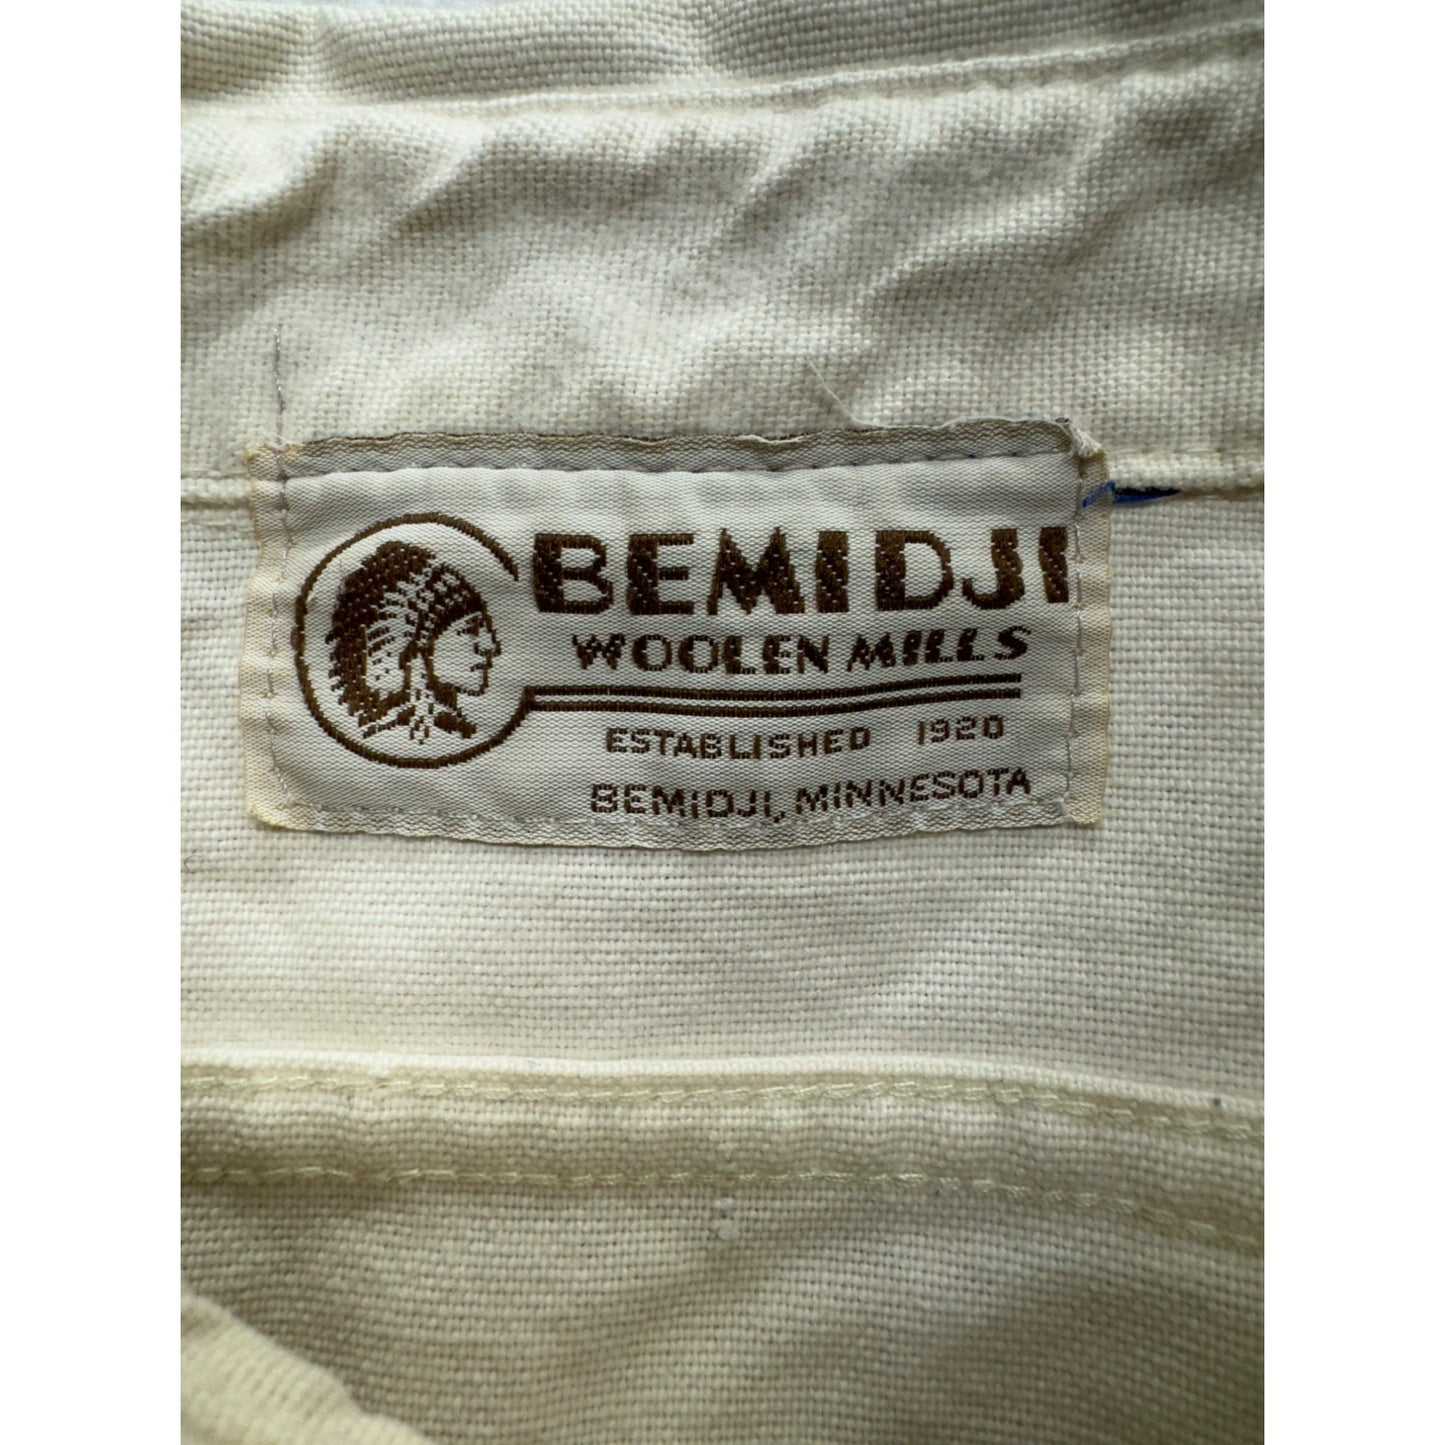 BEMIDJI
WOOLEN MILLS
ESTABLISHED 1920
BEMIDJI, MINNESOTA